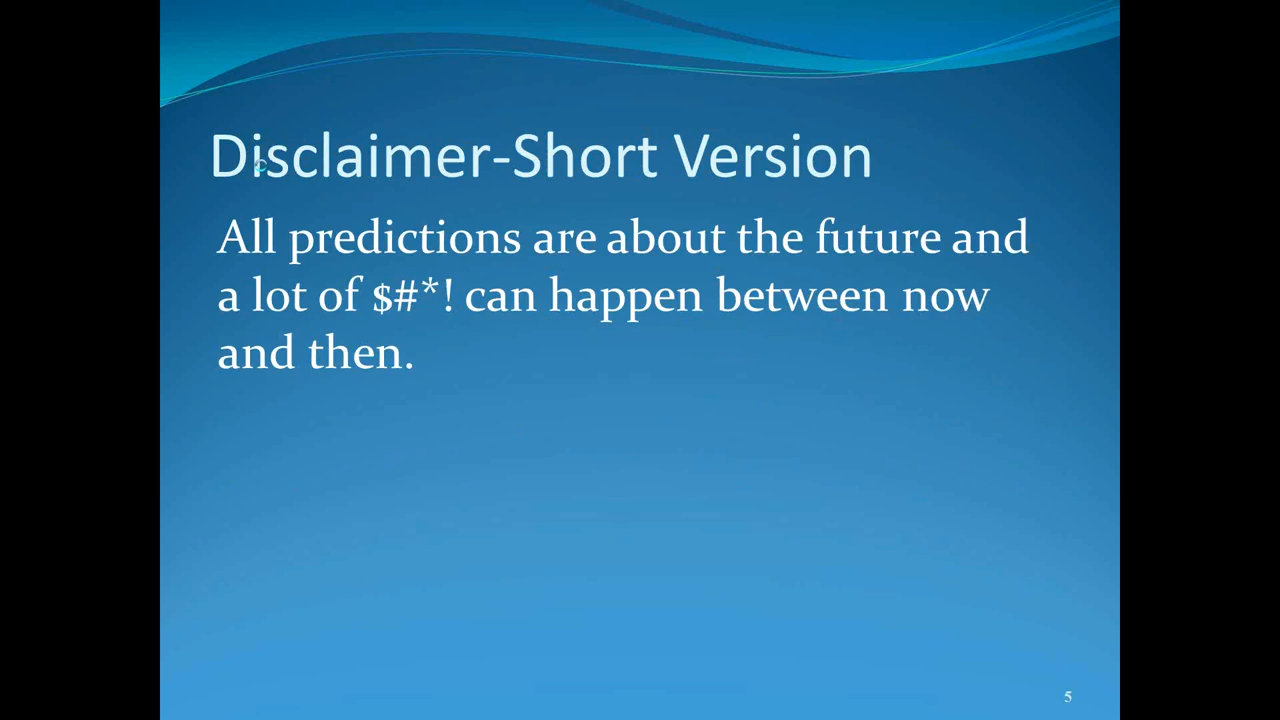 Disclaimer-Short Version
All predictions are about the future and
a lot of $#*! can happen between now
and then.
5